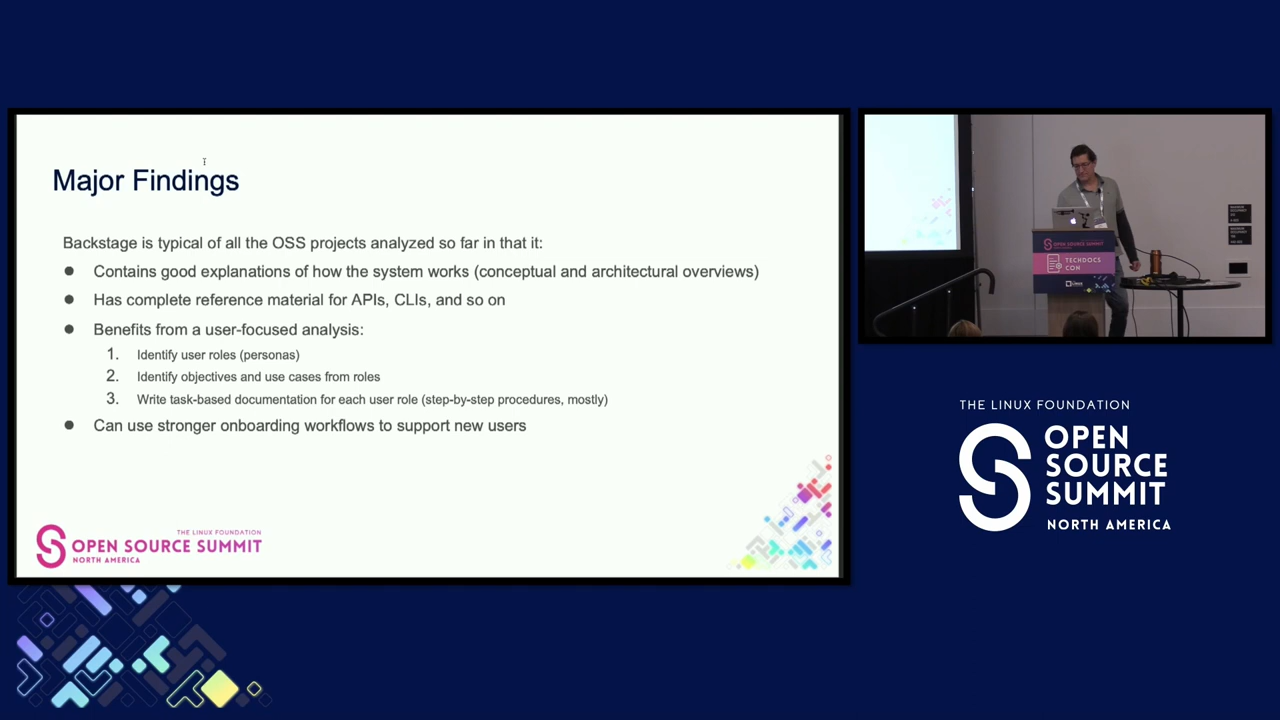 Major Findings
Backstage is typical of all the OSS projects analyzed so far in that it:
● Contains good explanations of how the system works (conceptual and architectural overviews)
● Has complete reference material for APIs, CLIs, and so on
● Benefits from a user-focused analysis:
1. Identify user roles (personas)
2. Identify objectives and use cases from roles
3. Write task-based documentation for each user role (step-by-step procedures, mostly)
● Can use stronger onboarding workflows to support new users
THE LINUX FOUNDATION
OPEN SOURCE SUMMIT
NORTH AMERICA
OPEN SOURCE SUMMIT
TECHDOCS
CON
THE LINUX FOUNDATION
OPEN
SOURCE
SUMMIT
NORTH AMERICA